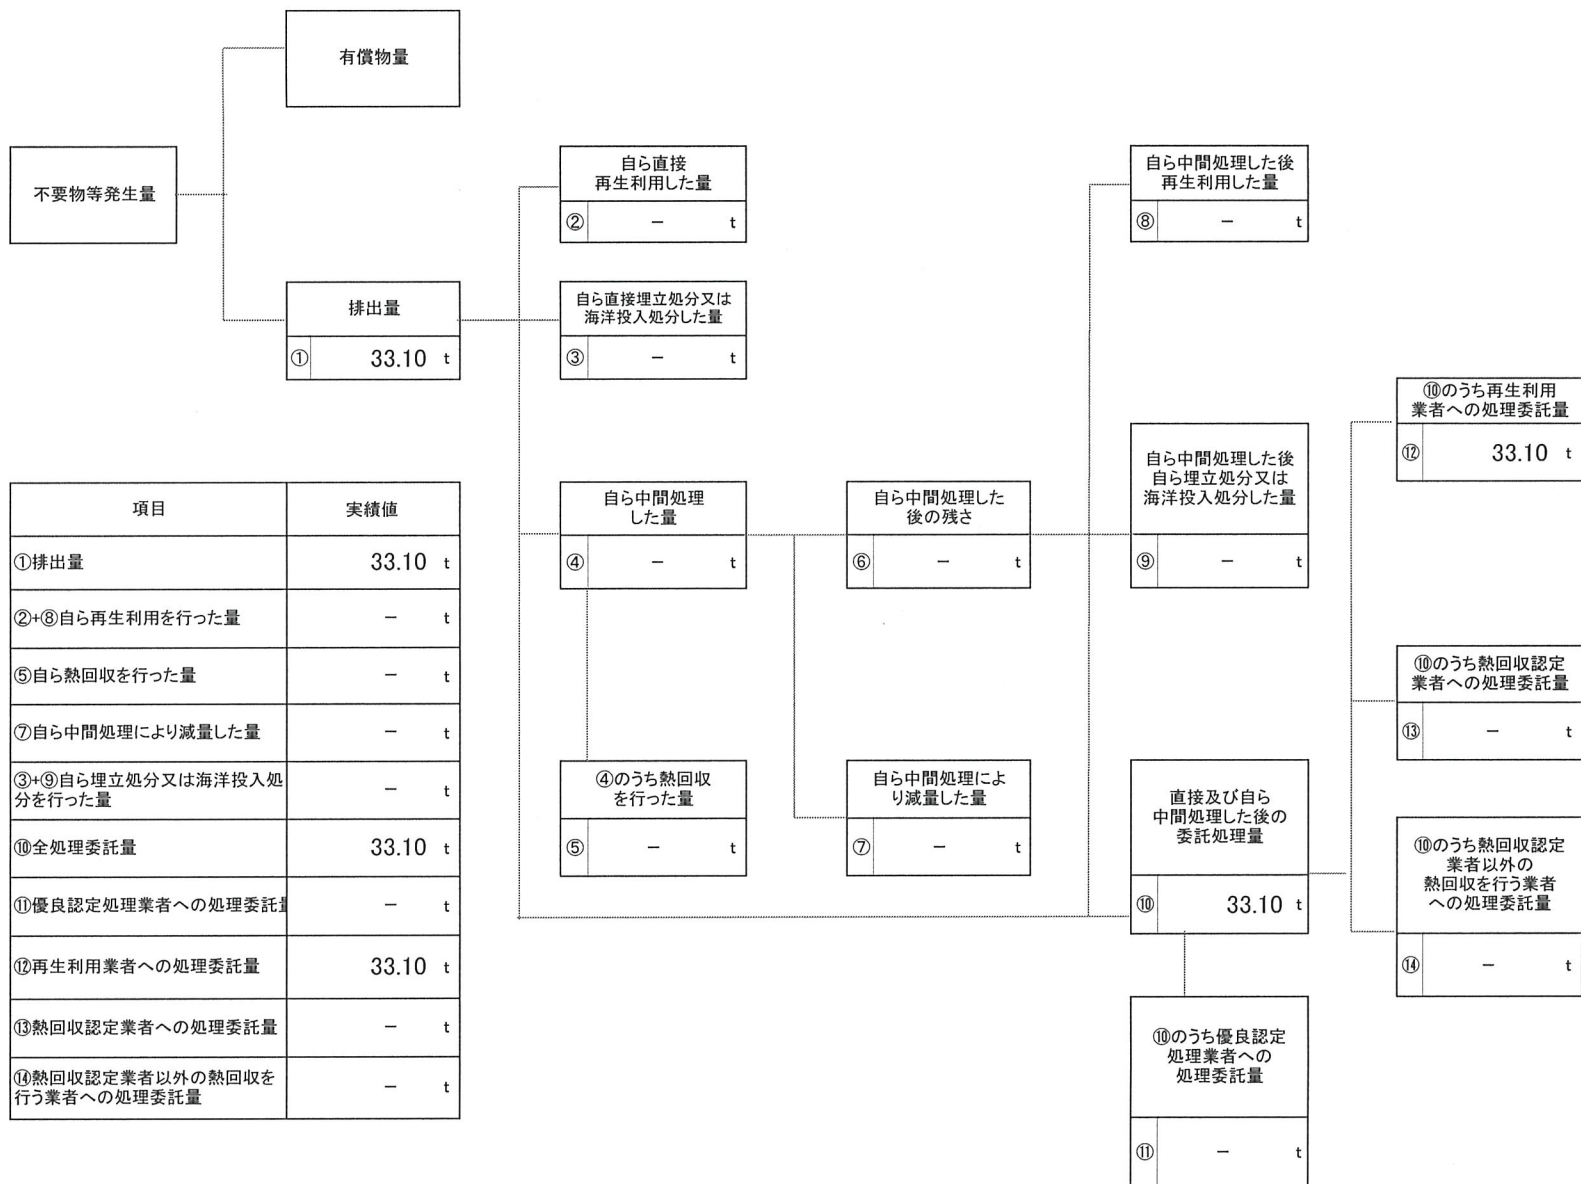 有償物量
不要物等発生量
排出量
① 33.10 t
自ら直接
再生利用した量
② − t
自ら直接埋立処分又は
海洋投入処分した量
③ − t
自ら中間処理
した量
④ − t
④のうち熱回収
を行った量
⑤ − t
自ら中間処理した
後の残さ
⑥ − t
自ら中間処理によ
り減量した量
⑦ − t
自ら中間処理した後
再生利用した量
⑧ − t
自ら中間処理した後
自ら埋立処分又は
海洋投入処分した量
⑨ − t
直接及び自ら
中間処理した後の
委託処理量
⑩ 33.10 t
⑩のうち優良認定
処理業者への
処理委託量
⑪ − t
⑩のうち再生利用
業者への処理委託量
⑫ 33.10 t
⑩のうち熱回収認定
業者への処理委託量
⑬ − t
⑩のうち熱回収認定
業者以外の
熱回収を行う業者
への処理委託量
⑭ − t
項目 実績値
①排出量 33.10 t
②+⑧自ら再生利用を行った量 − t
⑤自ら熱回収を行った量 − t
⑦自ら中間処理により減量した量 − t
③+⑨自ら埋立処分又は海洋投入処
分を行った量 − t
⑩全処理委託量 33.10 t
⑪優良認定処理業者への処理委託 − t
⑫再生利用業者への処理委託量 33.10 t
⑬熱回収認定業者への処理委託量 − t
⑭熱回収認定業者以外の熱回収を
行う業者への処理委託量 − t